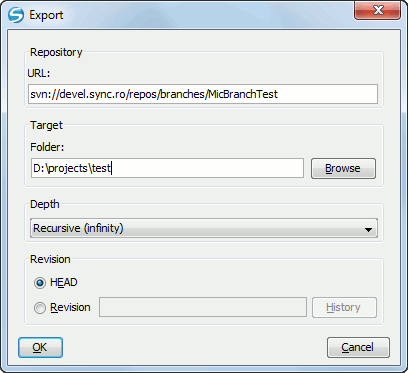 Export
Repository
URL:
svn://devel.sync.ro/repos/branches/MicBranchTest
Target
Folder:
D:\projects\test
Browse
Depth
Recursive (infinity)
Revision
HEAD
Revision
History
OK
Cancel